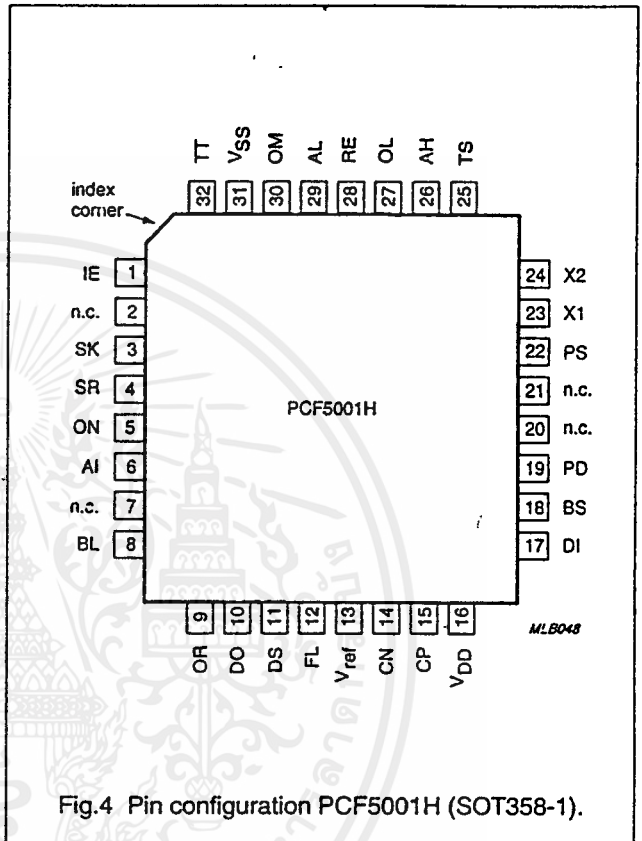 TT VSS OM AL RE OL AH TS
32 31 30 29 28 27 26 25
index
corner
IE 1
n.c. 2
SK 3
SR 4
ON 5
AI 6
n.c. 7
BL 8
PCF5001H
24 X2
23 X1
22 PS
21 n.c.
20 n.c.
19 PD
18 BS
17 DI
9 10 11 12 13 14 15 16
OR DO DS FL Vref CN CP VDD
MLB048
Fig.4 Pin configuration PCF5001H (SOT358-1).